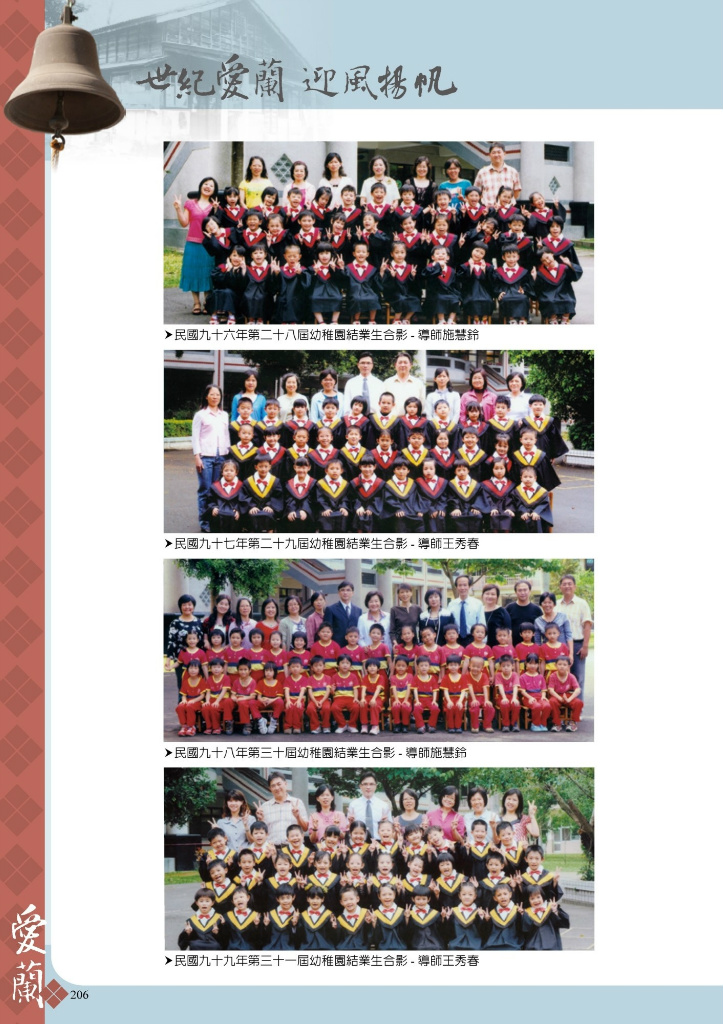 世紀愛蘭 迎風揚帆
➤民國九十六年第二十八屆幼稚園結業生合影 - 導師施慧鈴
➤民國九十七年第二十九屆幼稚園結業生合影 - 導師王秀春
➤民國九十八年第三十屆幼稚園結業生合影 - 導師施慧鈴
➤民國九十九年第三十一屆幼稚園結業生合影 - 導師王秀春
愛蘭
206